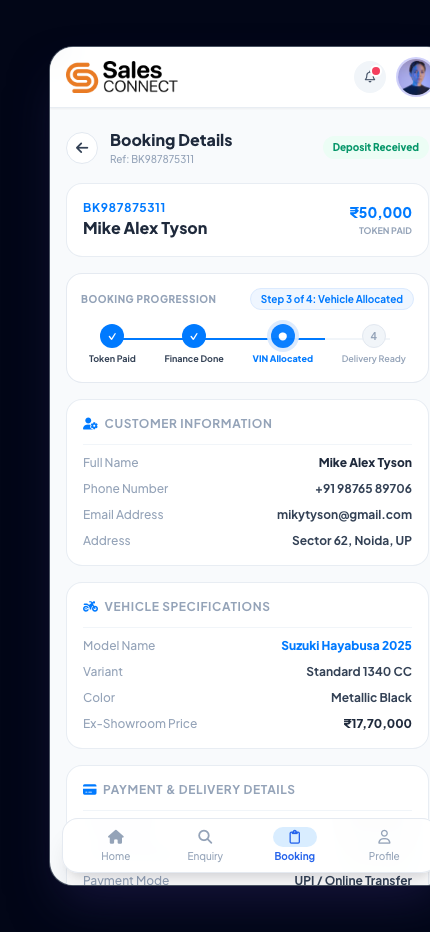 Sales
CONNECT
Booking Details
Ref: BK987875311
Deposit Received
BK987875311
Mike Alex Tyson
₹50,000
TOKEN PAID
BOOKING PROGRESSION
Step 3 of 4: Vehicle Allocated
4
Token Paid
Finance Done
VIN Allocated
Delivery Ready
CUSTOMER INFORMATION
Full Name Mike Alex Tyson
Phone Number +91 98765 89706
Email Address mikytyson@gmail.com
Address Sector 62, Noida, UP
VEHICLE SPECIFICATIONS
Model Name Suzuki Hayabusa 2025
Variant Standard 1340 CC
Color Metallic Black
Ex-Showroom Price ₹17,70,000
PAYMENT & DELIVERY DETAILS
Home Enquiry Booking Profile
Payment Mode UPI / Online Transfer